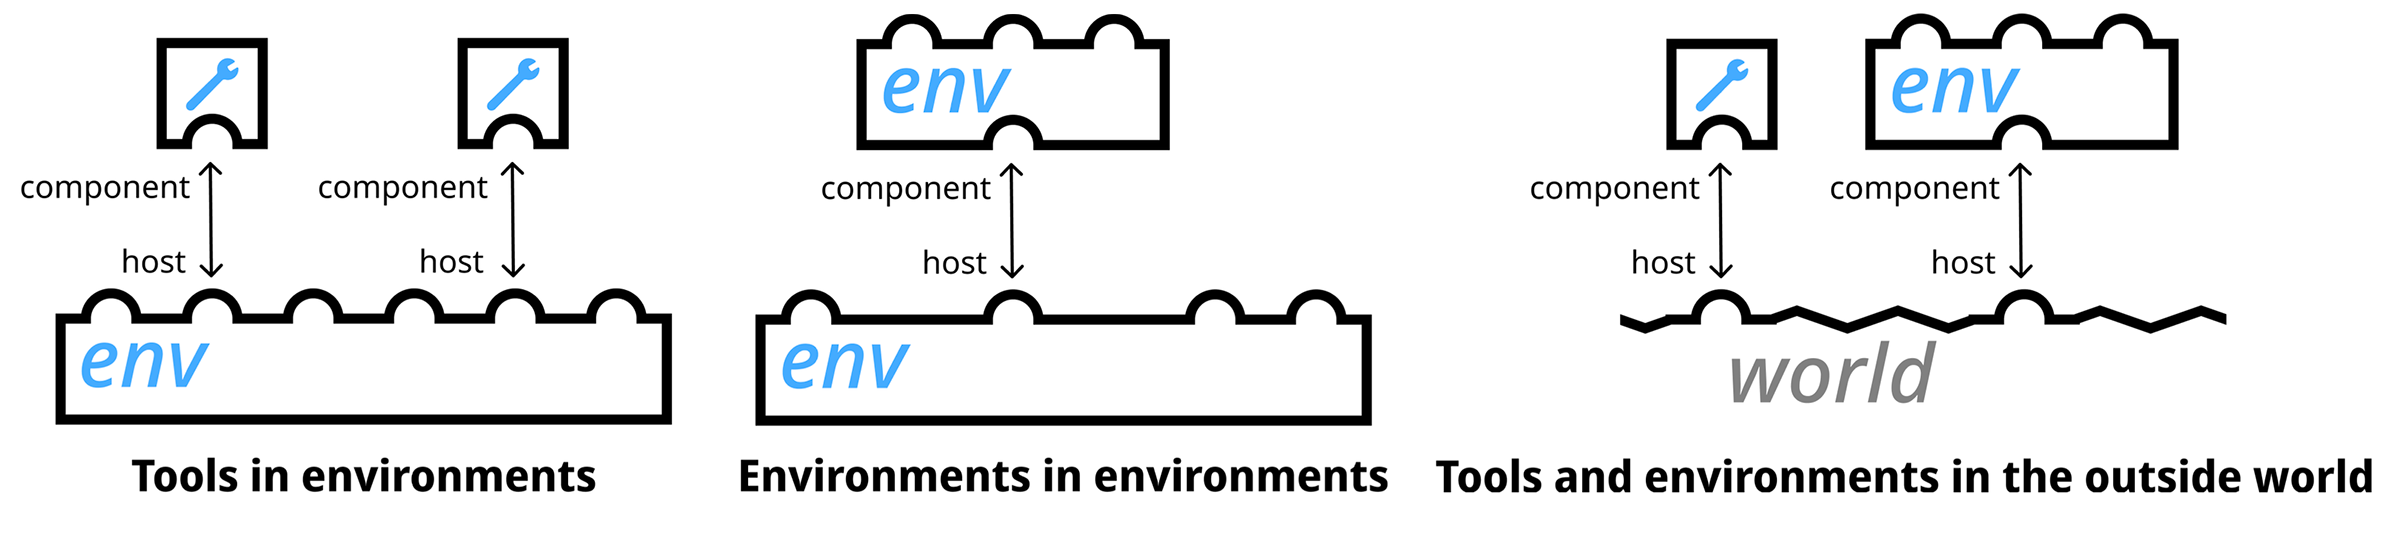 env
env
component
component
component
component
component
host
host
host
host
host
env
env
world
Tools in environments
Environments in environments
Tools and environments in the outside world